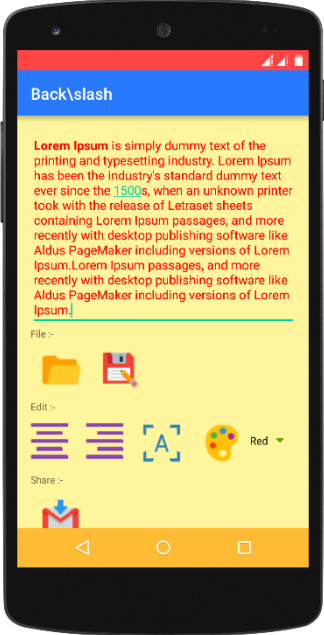 Back\slash
Lorem Ipsum is simply dummy text of the
printing and typesetting industry. Lorem Ipsum
has been the industry's standard dummy text
ever since the 1500s, when an unknown printer
took with the release of Letraset sheets
containing Lorem Ipsum passages, and more
recently with desktop publishing software like
Aldus PageMaker including versions of Lorem
Ipsum.Lorem Ipsum passages, and more
recently with desktop publishing software like
Aldus PageMaker including versions of Lorem
Ipsum.
File :-
Edit :-
A
Red
Share :-